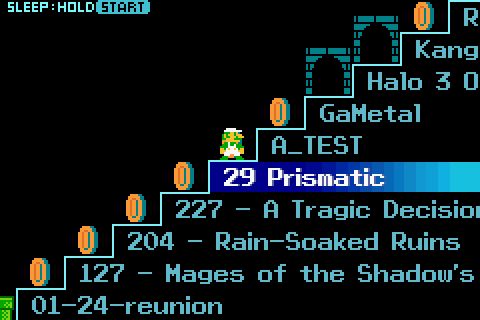 SLEEP:HOLD START
R
Kang
Halo 3 O
GaMetal
A_TEST
29 Prismatic
227 - A Tragic Decision
204 - Rain-Soaked Ruins
127 - Mages of the Shadow's
01-24-reunion